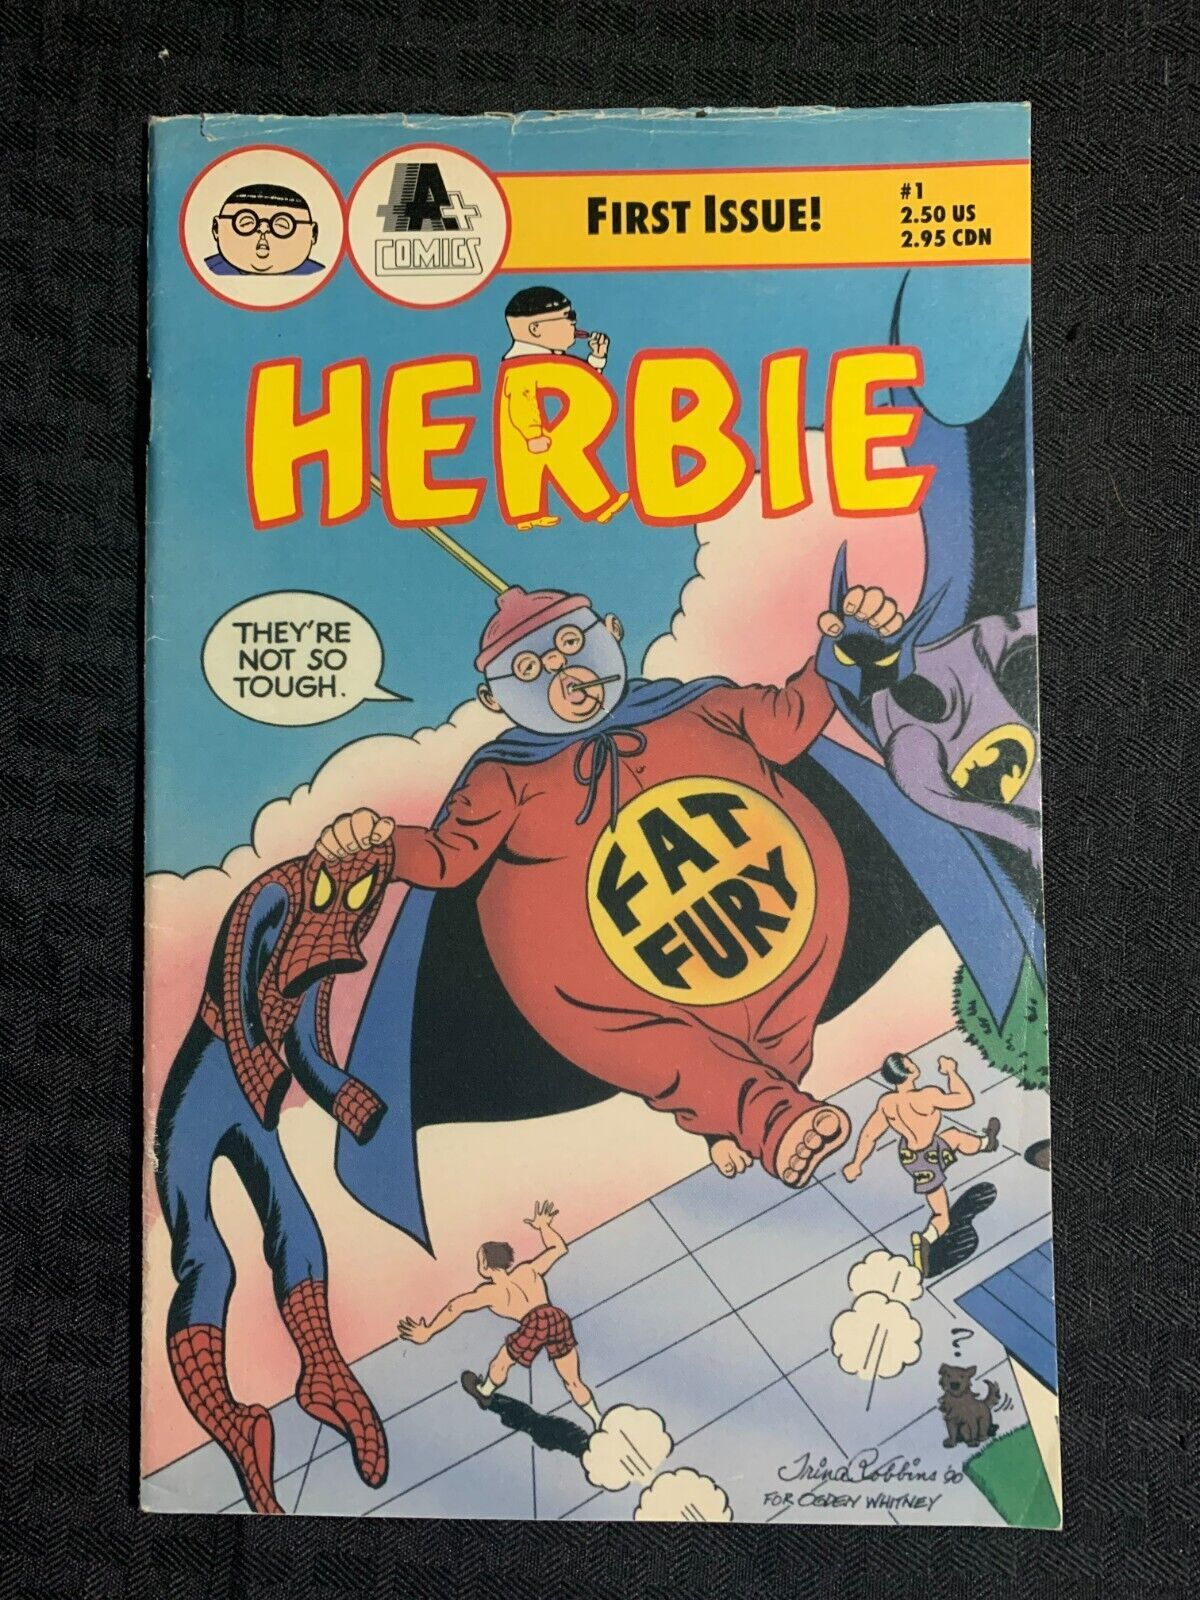 A+
COMICS
FIRST ISSUE!
#1
2.50 US
2.95 CDN
HERBIE
THEY'RE
NOT SO
TOUGH.
FAT
FURY
?
Trina Robbins '90
FOR OGDEN WHITNEY